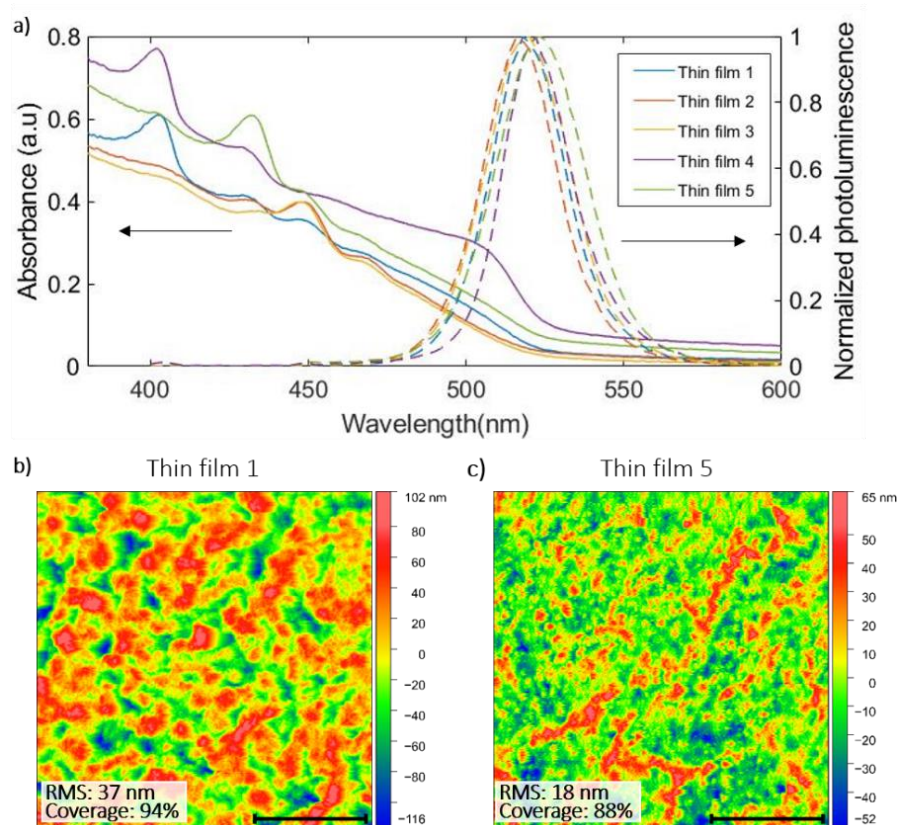 a)
Absorbance (a.u)
0.8
0.6
0.4
0.2
0
400
450
500
550
600
Wavelength(nm)
1
0.8
0.6
0.4
0.2
0
Normalized photoluminescence
Thin film 1
Thin film 2
Thin film 3
Thin film 4
Thin film 5
b)
Thin film 1
102 nm
80
60
40
20
0
−20
−40
−60
−80
−116
RMS: 37 nm
Coverage: 94%
c)
Thin film 5
65 nm
50
40
30
20
10
0
−10
−20
−30
−40
−52
RMS: 18 nm
Coverage: 88%